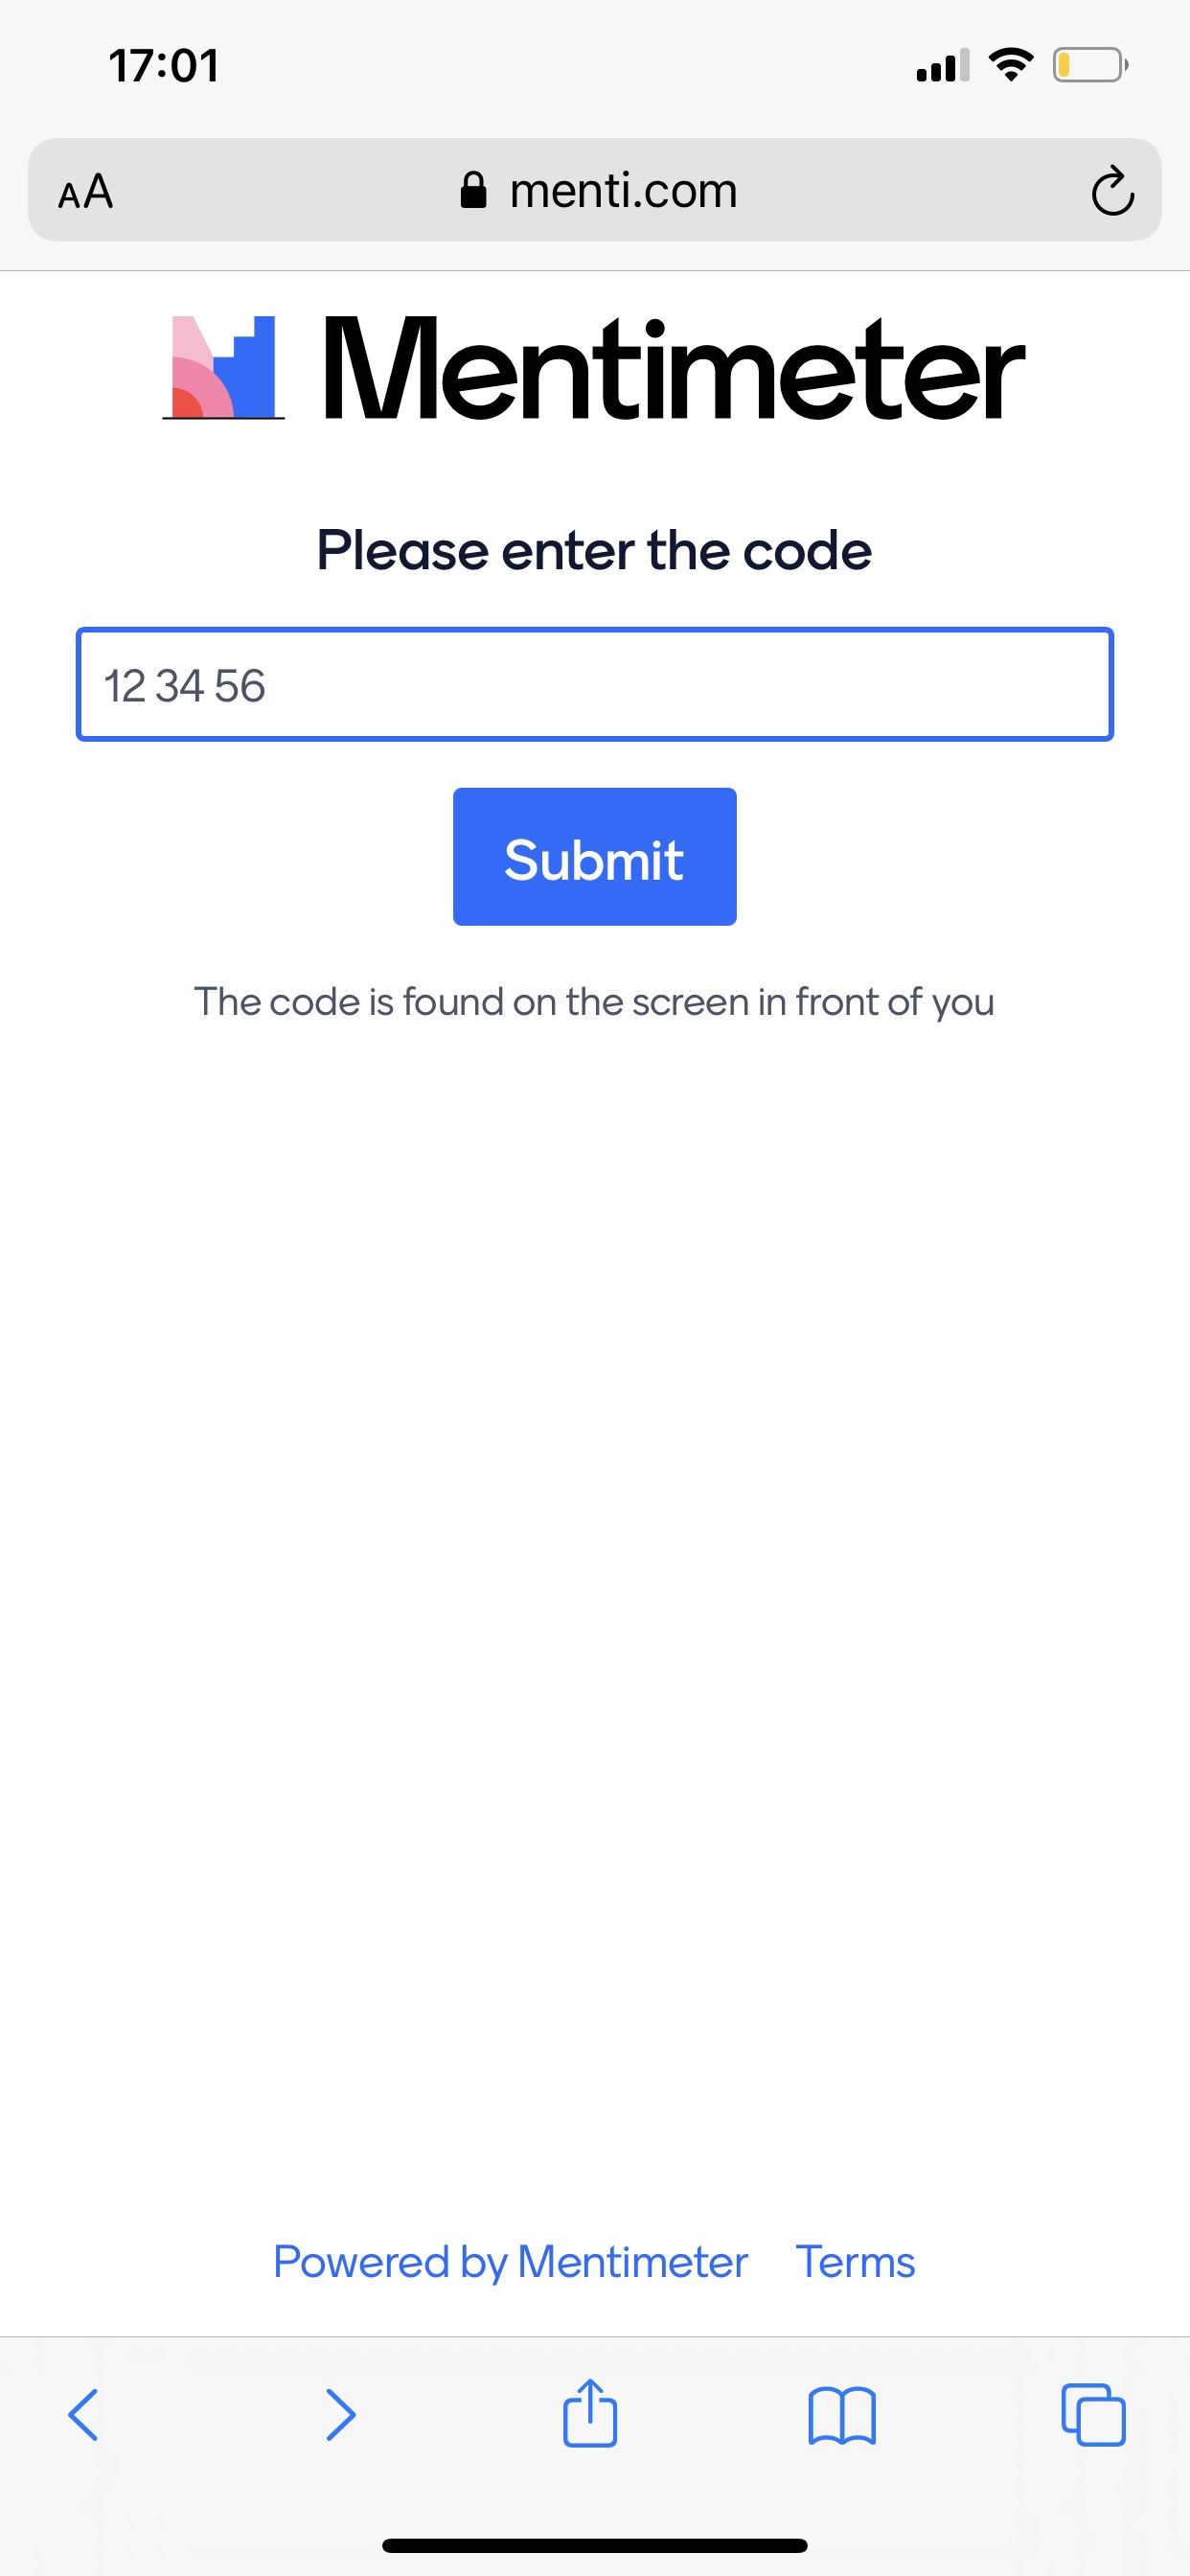 17:01
AA menti.com
Mentimeter
Please enter the code
12 34 56
Submit
The code is found on the screen in front of you
Powered by Mentimeter Terms